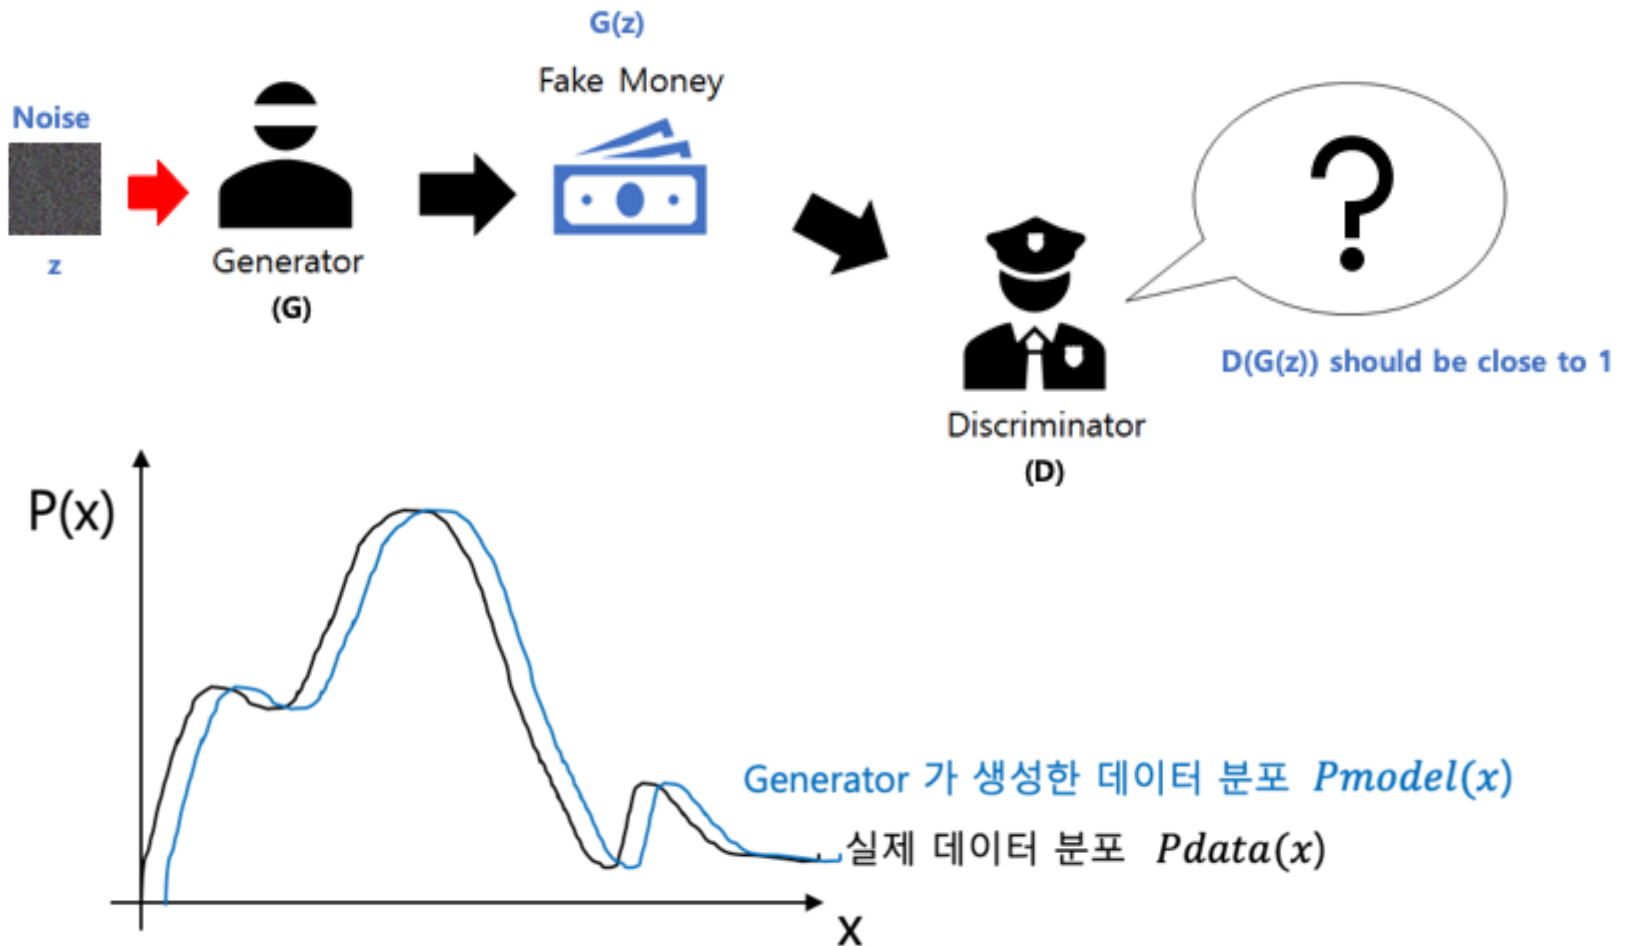 G(z)
Fake Money
Noise
z
Generator
(G)
?
D(G(z)) should be close to 1
Discriminator
(D)
P(x)
Generator 가 생성한 데이터 분포 Pmodel(x)
실제 데이터 분포 Pdata(x)
x